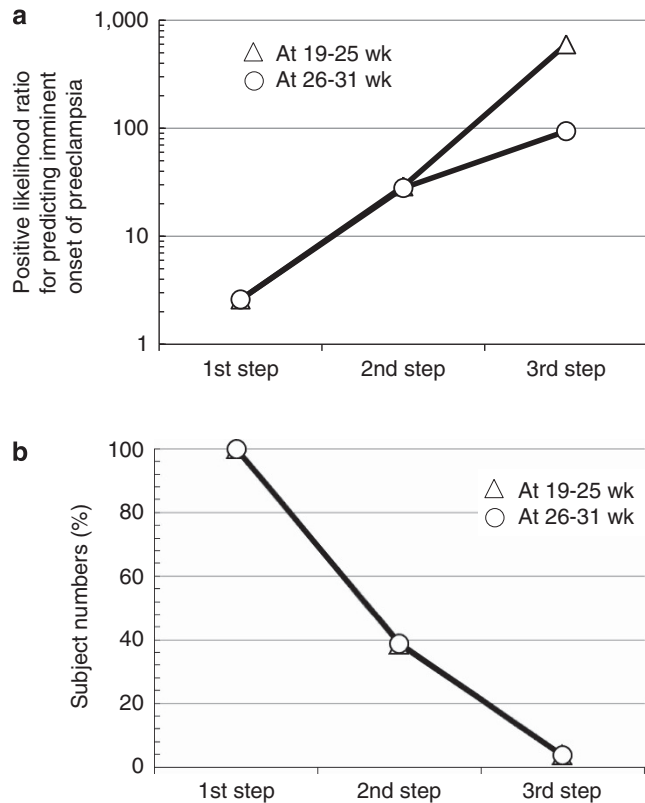 a
Positive likelihood ratio
for predicting imminent
onset of preeclampsia
1,000
100
10
1
At 19-25 wk
At 26-31 wk
1st step
2nd step
3rd step
b
Subject numbers (%)
100
80
60
40
20
0
At 19-25 wk
At 26-31 wk
1st step
2nd step
3rd step